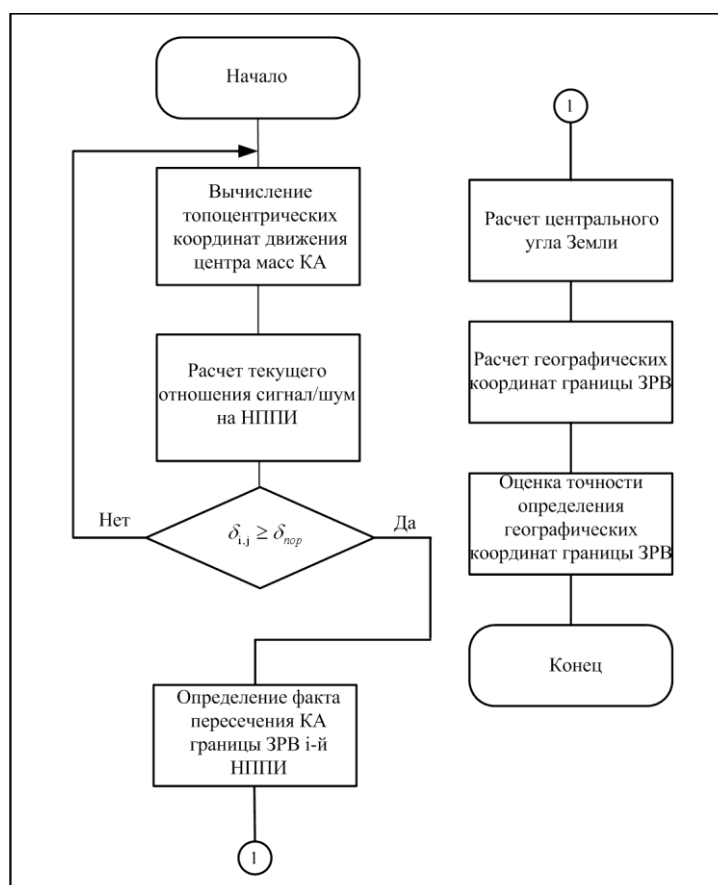 Начало
Вычисление
топоцентрических
координат движения
центра масс КА
Расчет текущего
отношения сигнал/шум
на НППИ
Нет
δi,j ≥ δпор
Да
Определение факта
пересечения КА
границы ЗРВ i-й
НППИ
1
1
Расчет центрального
угла Земли
Расчет географических
координат границы ЗРВ
Оценка точности
определения
географических
координат границы ЗРВ
Конец